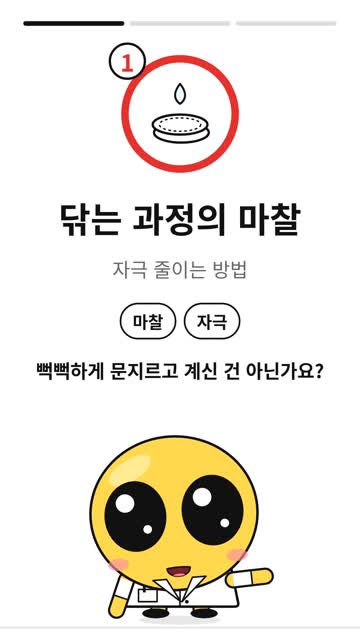 1
닦는 과정의 마찰
자극 줄이는 방법
마찰 자극
뻑뻑하게 문지르고 계신 건 아닌가요?